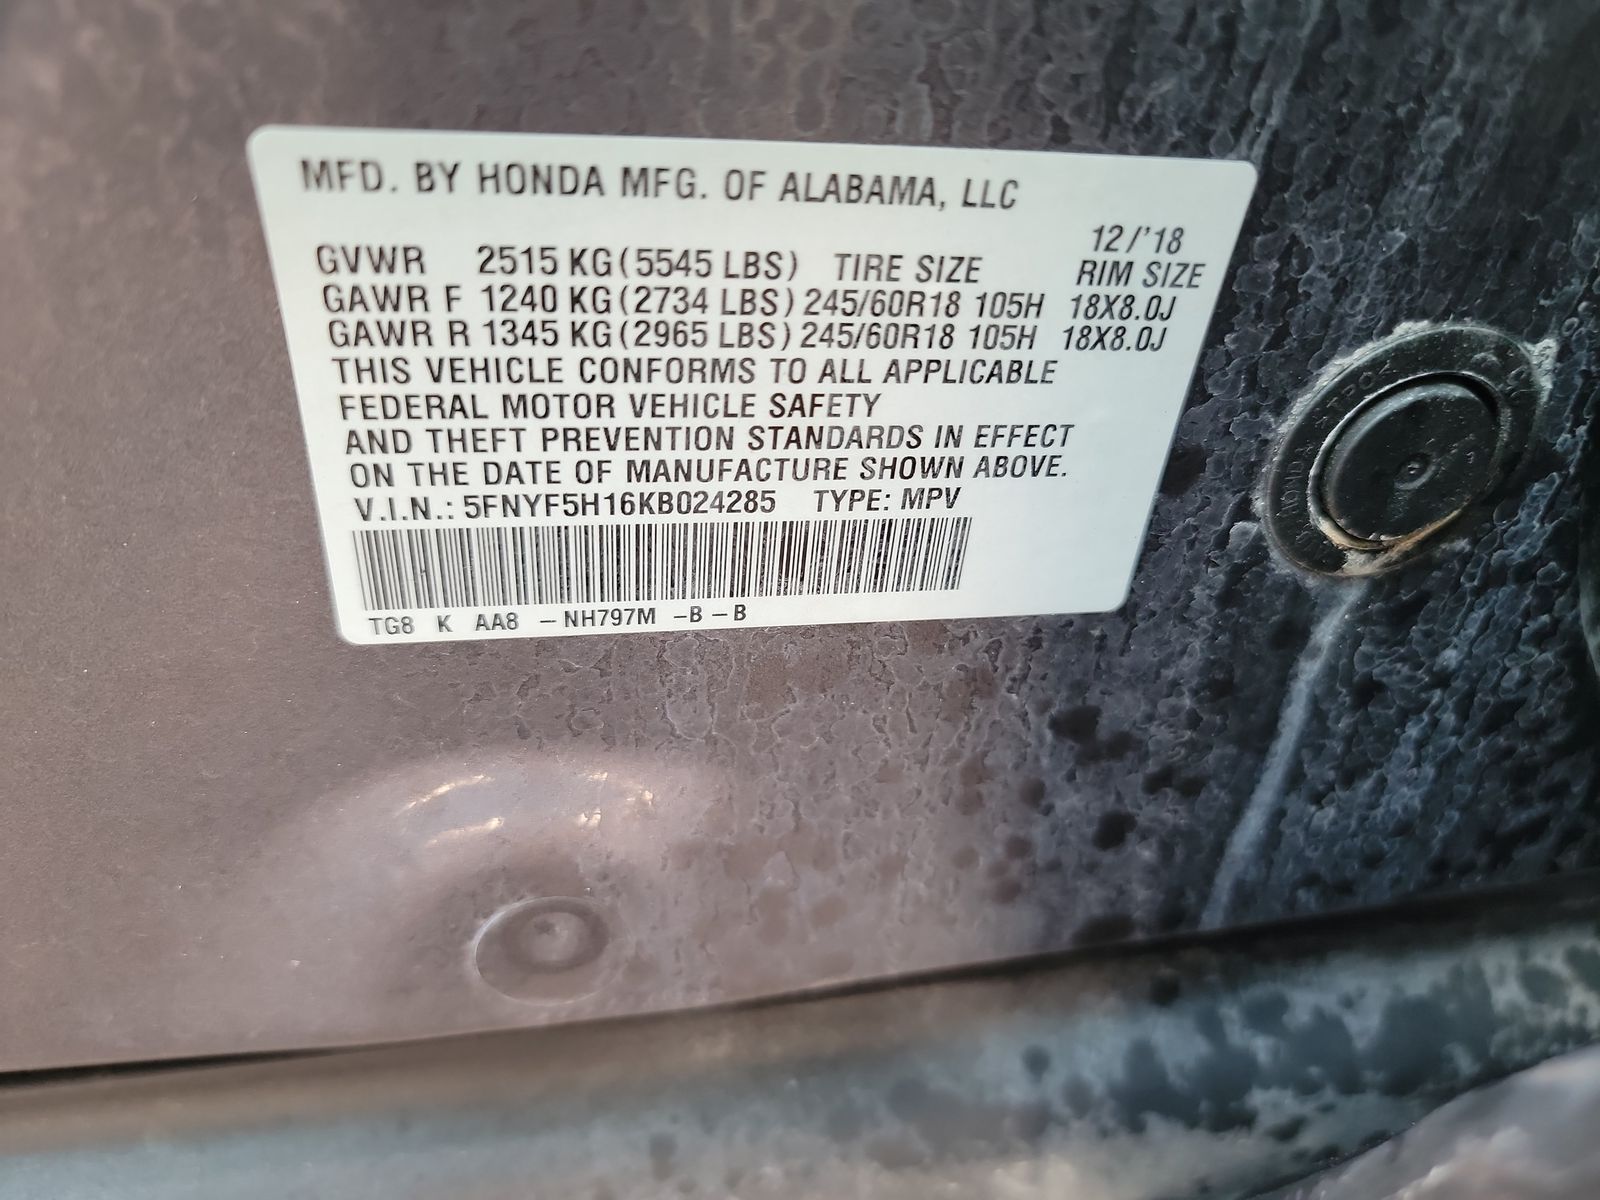 MFD. BY HONDA MFG. OF ALABAMA, LLC
12/'18
GVWR 2515 KG (5545 LBS) TIRE SIZE RIM SIZE
GAWR F 1240 KG (2734 LBS) 245/60R18 105H 18X8.0J
GAWR R 1345 KG (2965 LBS) 245/60R18 105H 18X8.0J
THIS VEHICLE CONFORMS TO ALL APPLICABLE
FEDERAL MOTOR VEHICLE SAFETY
AND THEFT PREVENTION STANDARDS IN EFFECT
ON THE DATE OF MANUFACTURE SHOWN ABOVE.
V.I.N.: 5FNYF5H16KB024285 TYPE: MPV
TG8 K AA8 – NH797M –B –B
HONDA